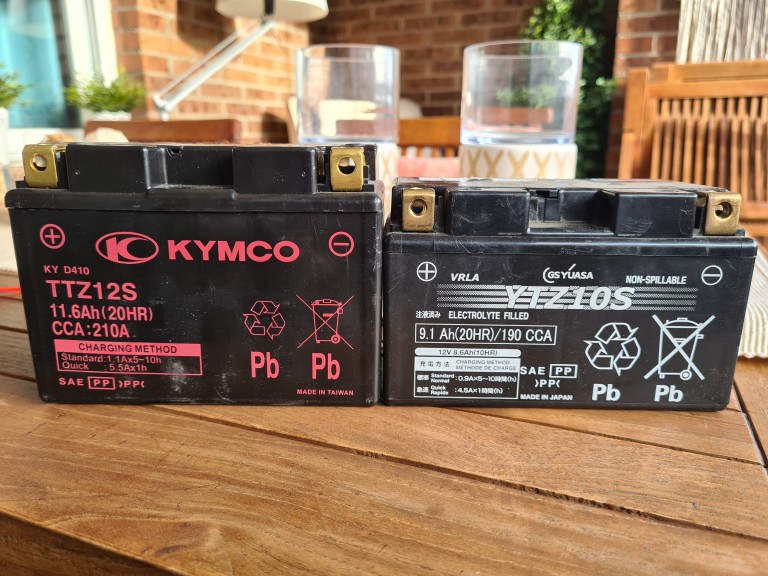 KYMCO
KY D410
TTZ12S
11.6Ah(20HR)
CCA:210A
CHARGING METHOD
Standard:1.1Ax5~10h
Quick : 5.5Ax1h
SAE PP >PP<
Pb
Pb
MADE IN TAIWAN
VRLA
GS YUASA
NON-SPILLABLE
YTZ10S
注液済み ELECTROLYTE FILLED
9.1 Ah(20HR)/190 CCA
12V 8.6Ah(10HR)
充電方法 CHARGING METHOD
METHODE DE CHARGE
標準 Standard Normal : 0.9A×5~10時間(h)
急速 Quick Rapide : 4.5A×1時間(h)
SAE PP
>PP<
MADE IN JAPAN
Pb
Pb